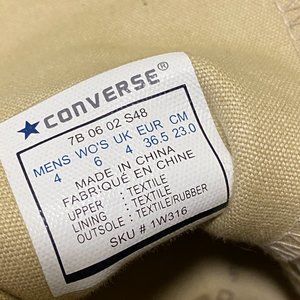 ★ CONVERSE®
7B 06 02 S48
MENS WO'S UK EUR CM
4 6 4 36.5 23.0
MADE IN CHINA
FABRIQUÉ EN CHINE
UPPER : TEXTILE
LINING : TEXTILE
OUTSOLE : TEXTILE/RUBBER
SKU # 1W316